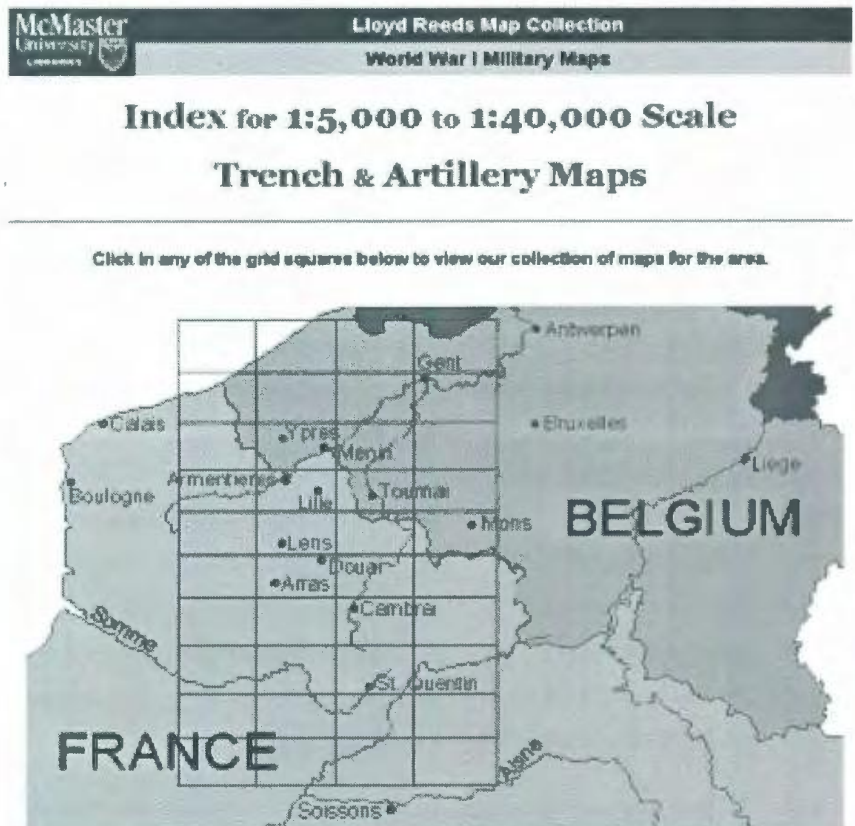 McMaster
University
LIBRARIES
Lloyd Reeds Map Collection
World War I Military Maps
Index for 1:5,000 to 1:40,000 Scale
Trench & Artillery Maps
Click in any of the grid squares below to view our collection of maps for the area.
Antwerpen
Gent
Calais
Ypres
Bruxelles
Menin
Liege
Armentieres
Boulogne
Lille
Tournai
Mons
BELGIUM
Lens
Douai
Arras
Cambrai
Somme
St. Quentin
FRANCE
Aisne
Soissons